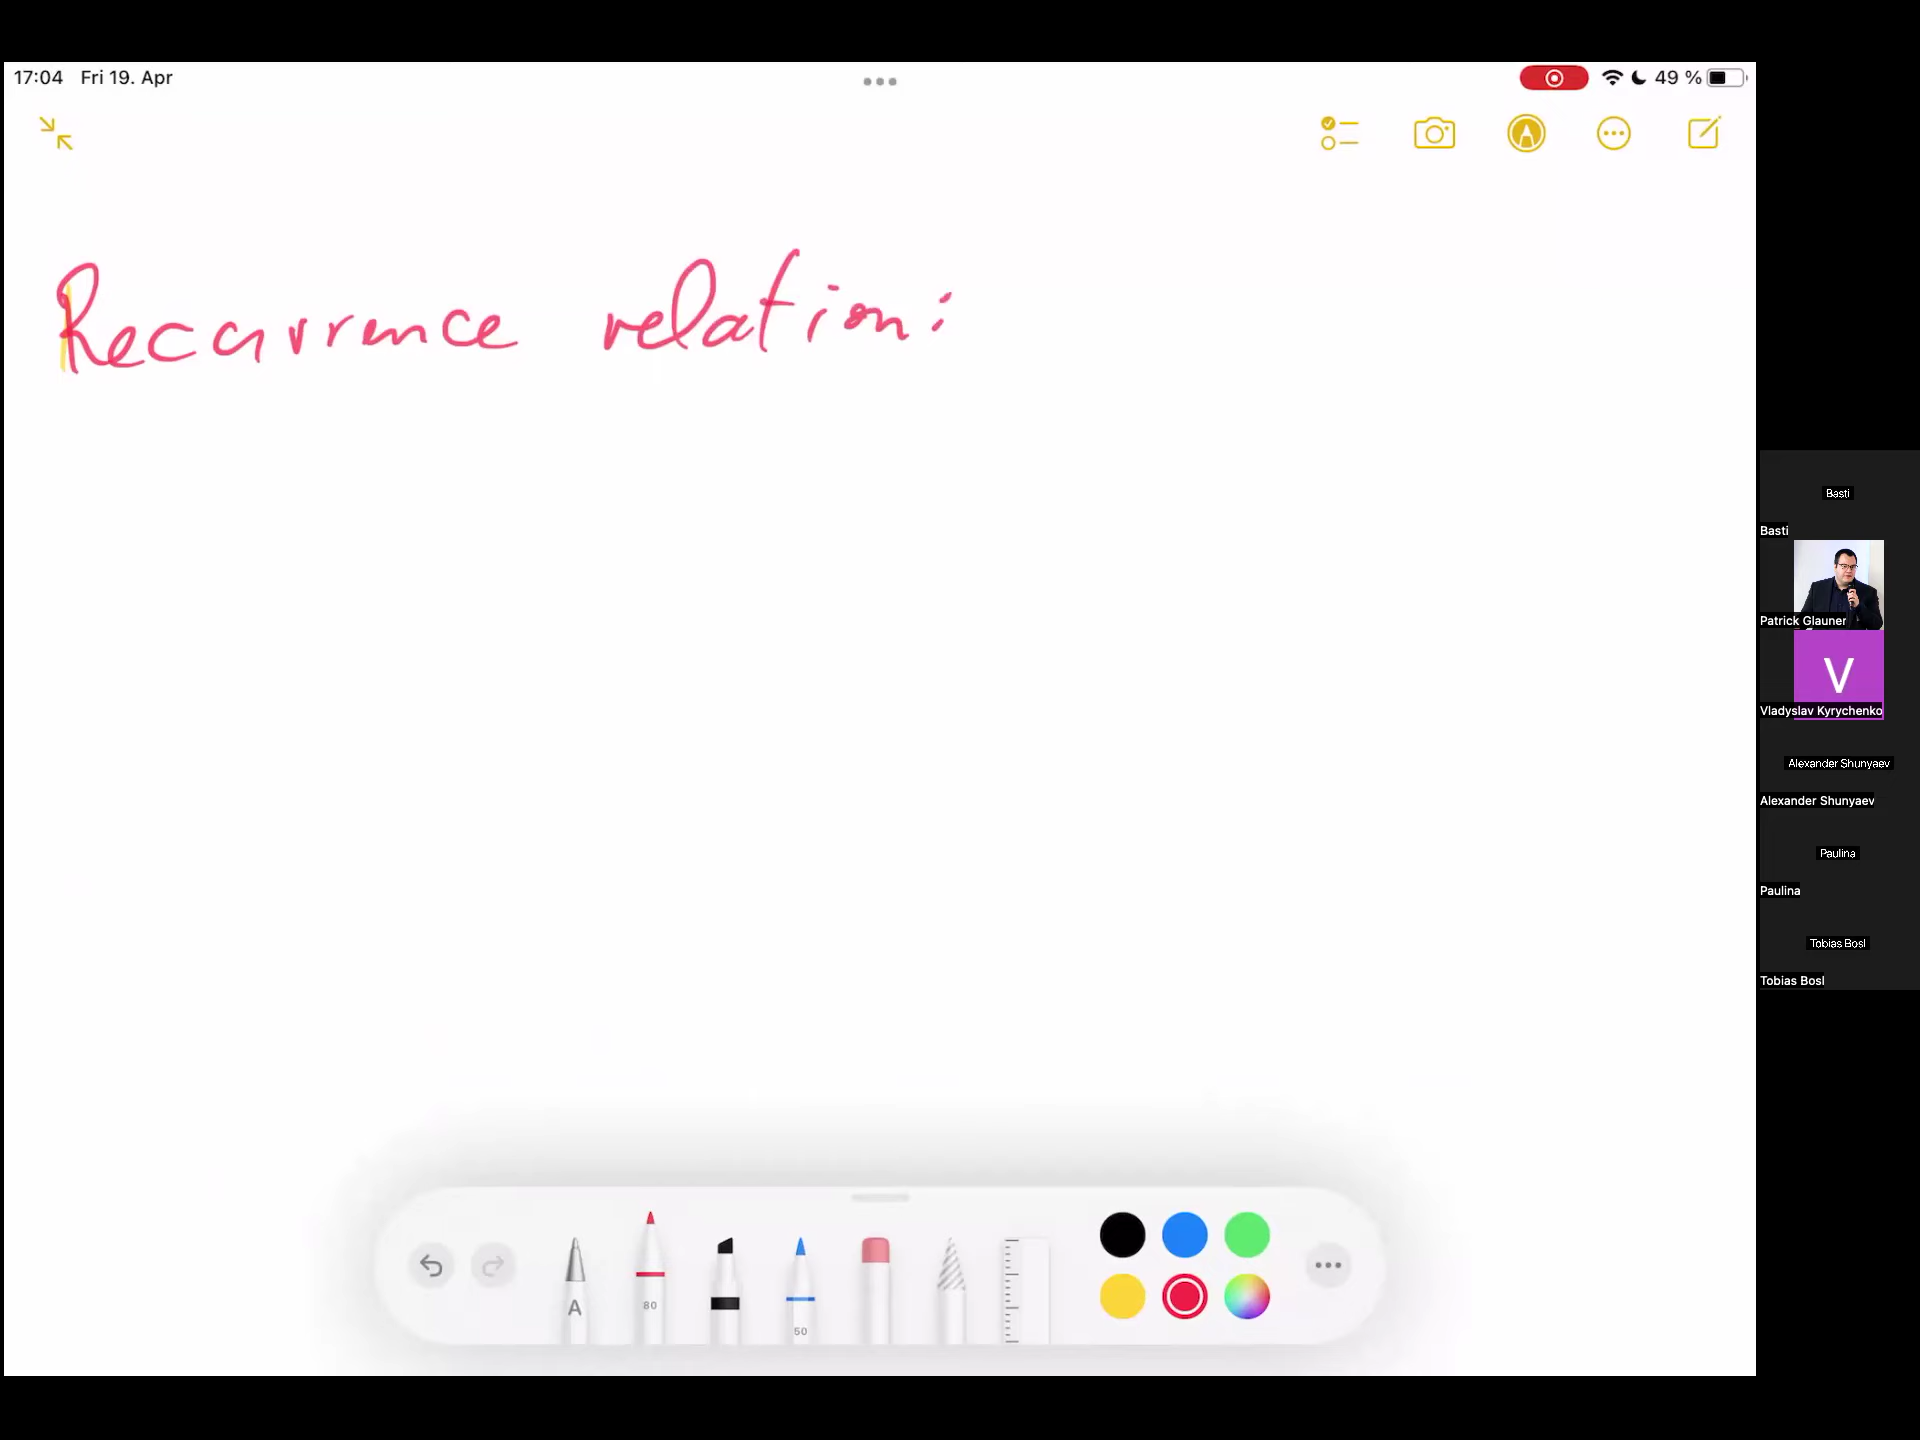 17:04 Fri 19. Apr
49 %
Recurrence relation:
Basti
Basti
Patrick Glauner
V
Vladyslav Kyrychenko
Alexander Shunyaev
Alexander Shunyaev
Paulina
Paulina
Tobias Bosl
Tobias Bosl
A
80
50